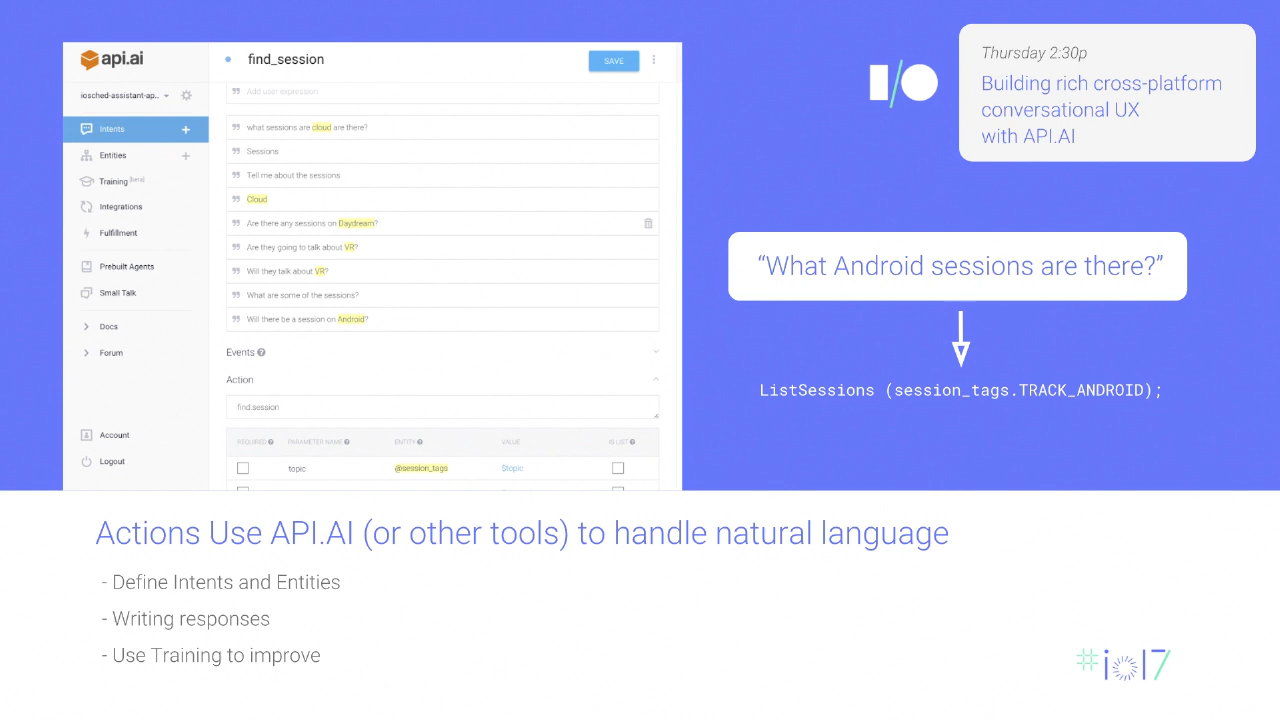 api.ai
find_session
SAVE
iosched-assistant-ap..
Add user expression
Intents
Entities
Training (beta)
Integrations
Fulfillment
Prebuilt Agents
Small Talk
Docs
Forum
Account
Logout
what sessions are cloud are there?
Sessions
Tell me about the sessions
Cloud
Are there any sessions on Daydream?
Are they going to talk about VR?
Will they talk about VR?
What are some of the sessions?
Will there be a session on Android?
Events
Action
find.session
REQUIRED PARAMETER NAME ENTITY VALUE IS LIST
topic @session_tags $topic
I/O
Thursday 2:30p
Building rich cross-platform
conversational UX
with API.AI
“What Android sessions are there?”
ListSessions (session_tags.TRACK_ANDROID);
Actions Use API.AI (or other tools) to handle natural language
- Define Intents and Entities
- Writing responses
- Use Training to improve
#io17